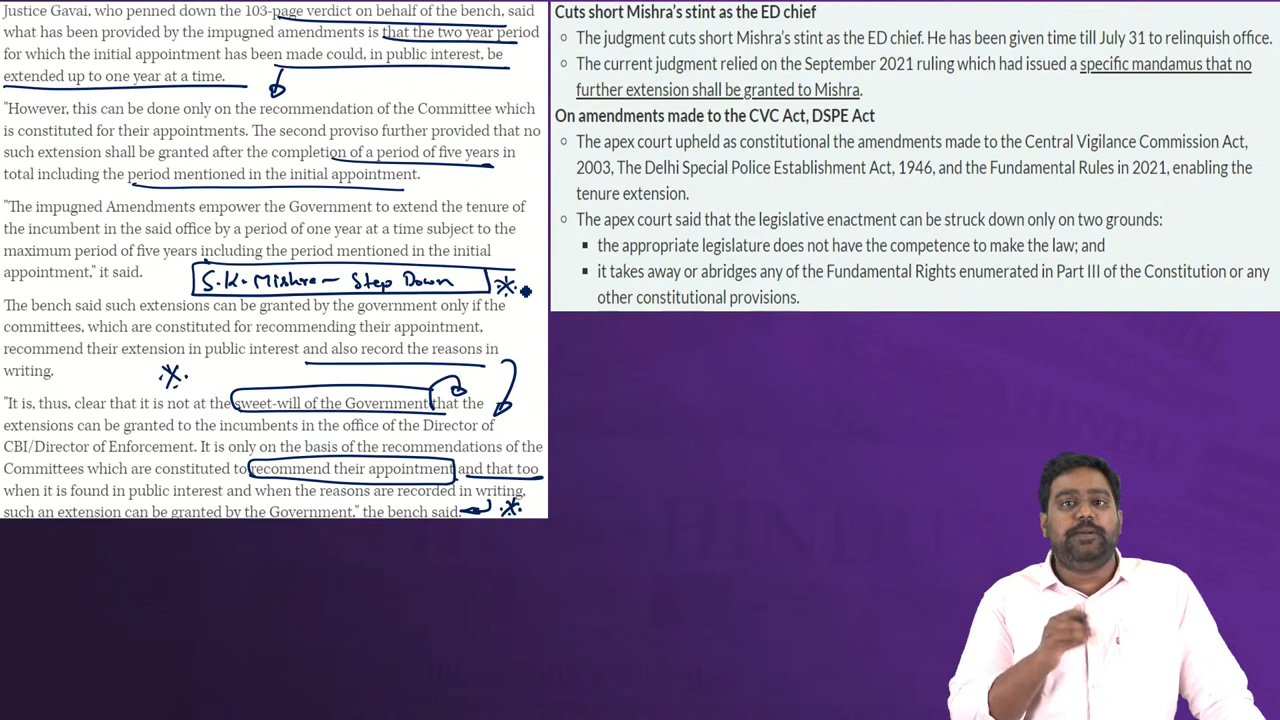 Justice Gavai, who penned down the 103-page verdict on behalf of the bench, said
what has been provided by the impugned amendments is that the two year period
for which the initial appointment has been made could, in public interest, be
extended up to one year at a time.
"However, this can be done only on the recommendation of the Committee which
is constituted for their appointments. The second proviso further provided that no
such extension shall be granted after the completion of a period of five years in
total including the period mentioned in the initial appointment.
"The impugned Amendments empower the Government to extend the tenure of
the incumbent in the said office by a period of one year at a time subject to the
maximum period of five years including the period mentioned in the initial
appointment," it said.
S.K. Mishra - Step Down
The bench said such extensions can be granted by the government only if the
committees, which are constituted for recommending their appointment,
recommend their extension in public interest and also record the reasons in
writing.
"It is, thus, clear that it is not at the sweet-will of the Government that the
extensions can be granted to the incumbents in the office of the Director of
CBI/Director of Enforcement. It is only on the basis of the recommendations of the
Committees which are constituted to recommend their appointment and that too
when it is found in public interest and when the reasons are recorded in writing,
such an extension can be granted by the Government," the bench said.
Cuts short Mishra's stint as the ED chief
The judgment cuts short Mishra's stint as the ED chief. He has been given time till July 31 to relinquish office.
The current judgment relied on the September 2021 ruling which had issued a specific mandamus that no
further extension shall be granted to Mishra.
On amendments made to the CVC Act, DSPE Act
The apex court upheld as constitutional the amendments made to the Central Vigilance Commission Act,
2003, The Delhi Special Police Establishment Act, 1946, and the Fundamental Rules in 2021, enabling the
tenure extension.
The apex court said that the legislative enactment can be struck down only on two grounds:
the appropriate legislature does not have the competence to make the law; and
it takes away or abridges any of the Fundamental Rights enumerated in Part III of the Constitution or any
other constitutional provisions.